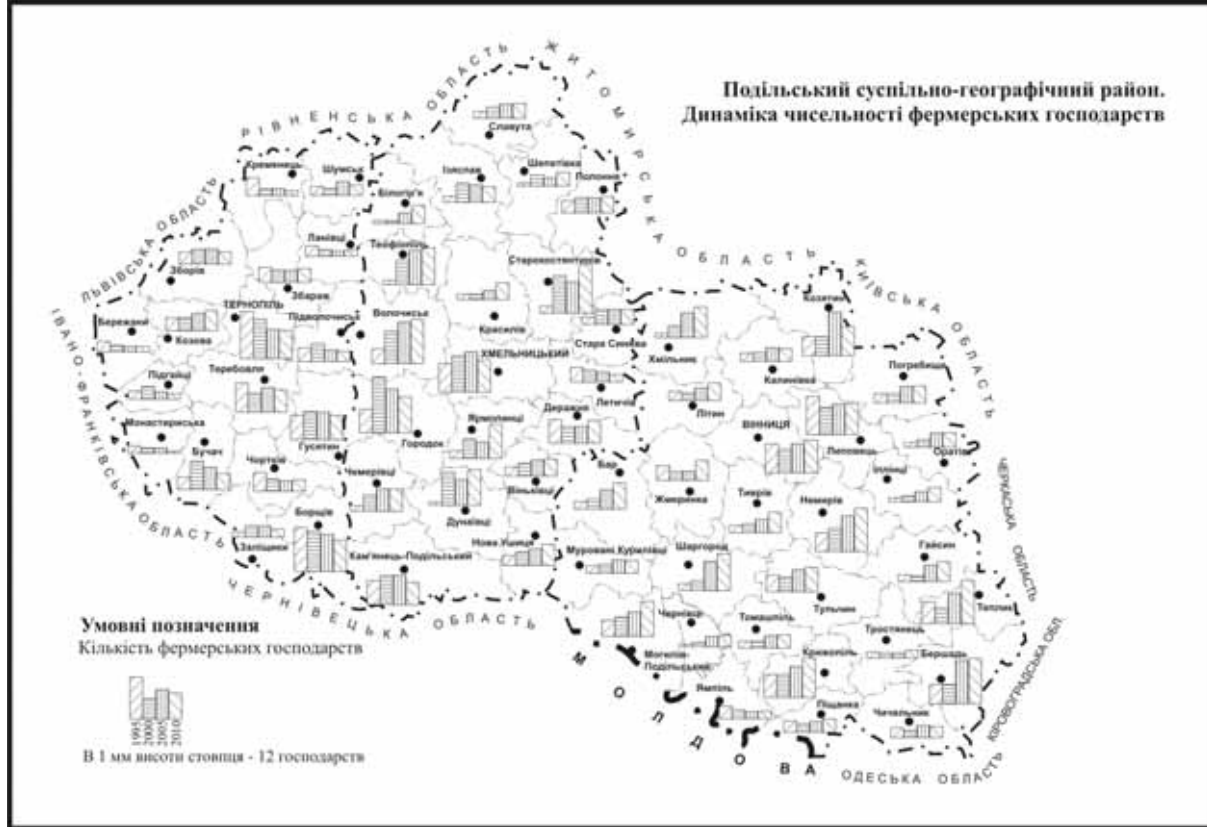 Подільський суспільно-географічний район.
Динаміка чисельності фермерських господарств
РІВНЕНСЬКА ОБЛАСТЬ
ЖИТОМИРСЬКА ОБЛАСТЬ
КИЇВСЬКА ОБЛАСТЬ
ЧЕРКАСЬКА ОБЛАСТЬ
КІРОВОГРАДСЬКА ОБЛ.
ОДЕСЬКА ОБЛАСТЬ
МОЛДОВА
ЧЕРНІВЕЦЬКА ОБЛАСТЬ
ІВАНО-ФРАНКІВСЬКА ОБЛАСТЬ
ЛЬВІВСЬКА ОБЛАСТЬ
Славута
Кременець
Шумськ
Ізяслав
Шепетівка
Полонне
Білогір'я
Ланівці
Теофіполь
Старокостянтинів
Зборів
Збараж
Козятин
ТЕРНОПІЛЬ
Підволочиськ
Волочиськ
Красилів
Стара Синява
Бережани
Козова
Хмільник
Калинівка
Погребище
ХМЕЛЬНИЦЬКИЙ
Підгайці
Теребовля
Летичів
Літин
Деражня
Монастириська
Ярмолинці
ВІННИЦЯ
Городок
Липовець
Оратів
Бучач
Гусятин
Чортків
Чемерівці
Віньківці
Бар
Жмеринка
Тиврів
Іллінці
Немирів
Борщів
Дунаївці
Нова Ушиця
Заліщики
Кам'янець-Подільський
Муровані Курилівці
Шаргород
Гайсин
Тульчин
Теплик
Чернівці
Томашпіль
Тростянець
Могилів-
Подільський
Крижопіль
Бершадь
Ямпіль
Піщанка
Чичельник
Умовні позначення
Кількість фермерських господарств
1995
2000
2005
2010
В 1 мм висоти стовпця - 12 господарств